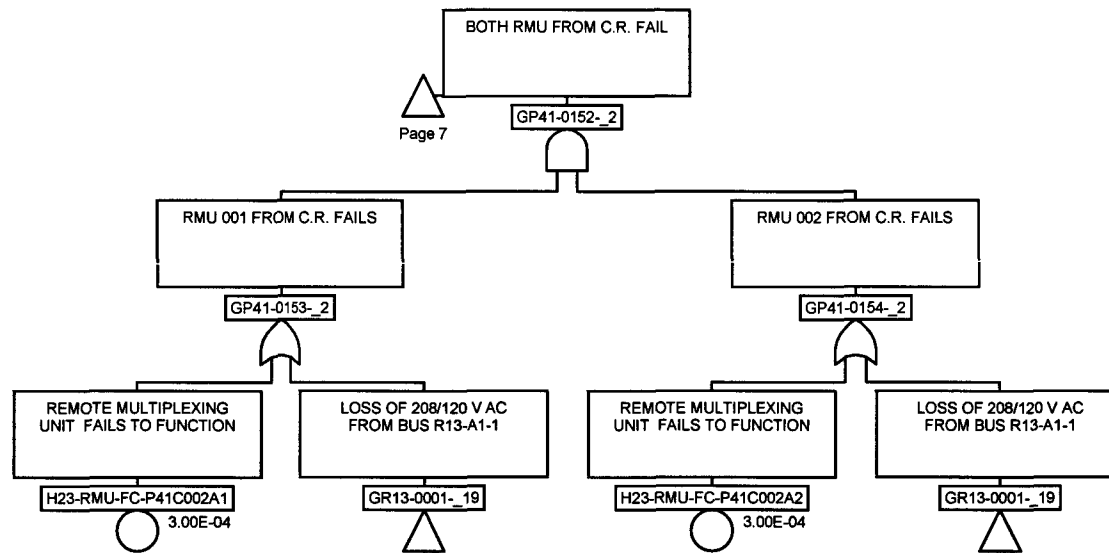 BOTH RMU FROM C.R. FAIL
Page 7
GP41-0152-_2
RMU 001 FROM C.R. FAILS
RMU 002 FROM C.R. FAILS
GP41-0153-_2
GP41-0154-_2
REMOTE MULTIPLEXING
UNIT FAILS TO FUNCTION
LOSS OF 208/120 V AC
FROM BUS R13-A1-1
REMOTE MULTIPLEXING
UNIT FAILS TO FUNCTION
LOSS OF 208/120 V AC
FROM BUS R13-A1-1
H23-RMU-FC-P41C002A1
3.00E-04
GR13-0001-_19
H23-RMU-FC-P41C002A2
3.00E-04
GR13-0001-_19